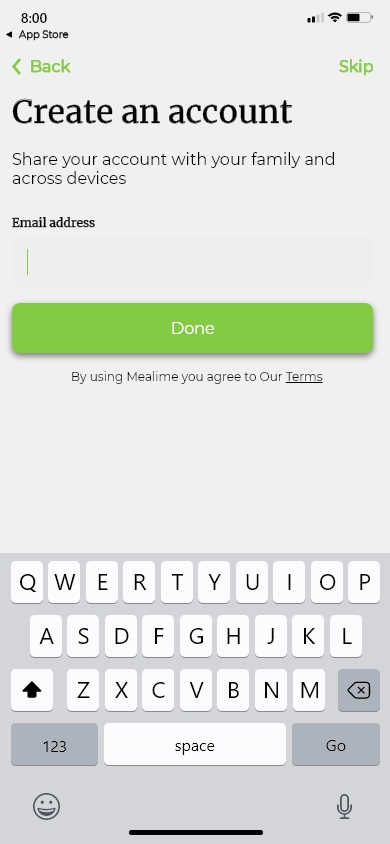 8:00
App Store
Back
Skip
Create an account
Share your account with your family and
across devices
Email address
Done
By using Mealime you agree to Our Terms
Q W E R T Y U I O P
A S D F G H J K L
Z X C V B N M
123 space Go